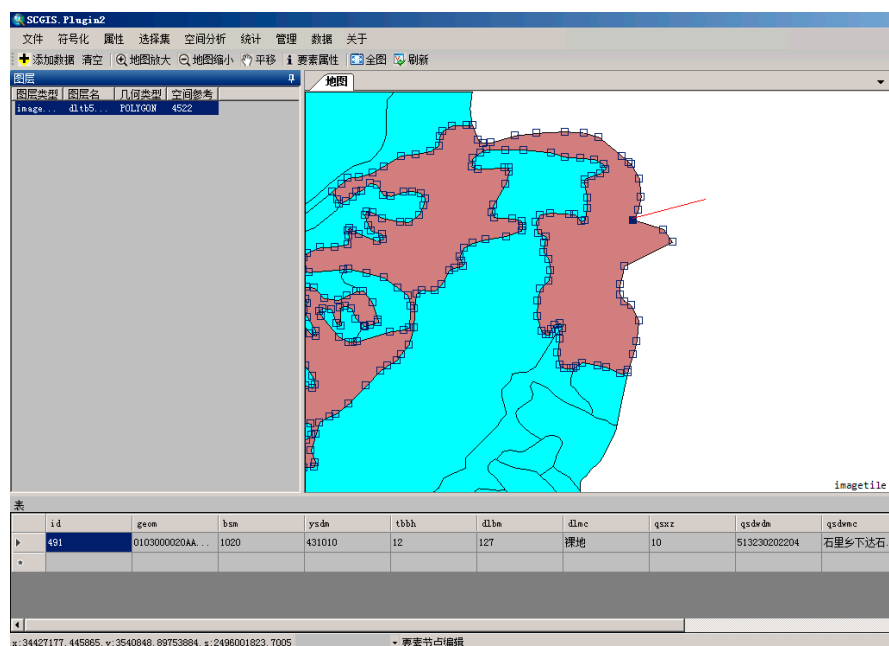 SCGIS.Plugin2
文件 符号化 属性 选择集 空间分析 统计 管理 数据 关于
添加数据 清空 地图放大 地图缩小 平移 要素属性 全图 刷新
图层
地图
图层类型 图层名 几何类型 空间参考
image... dltb5... POLYGON 4522
imagetile
表
id geom bsm ysdm tbbh dlbm dlmc qsxz qsdwdm qsdwmc
491 0103000020AA... 1020 431010 12 127 裸地 10 513230202204 石里乡下达石.
x:34427177.445865, y:3540848.89753884, s:2496001823.7005 要素节点编辑